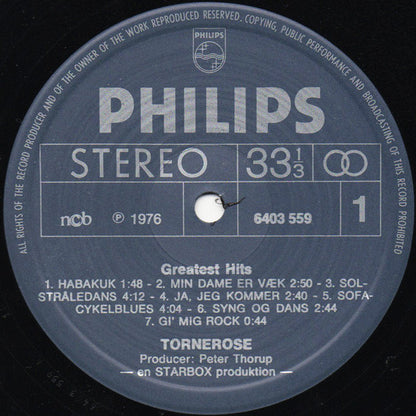 ALL RIGHTS OF THE RECORD PRODUCER AND OF THE OWNER OF THE WORK REPRODUCED RESERVED. COPYING, PUBLIC PERFORMANCE AND BROADCASTING OF THIS RECORD PROHIBITED
PHILIPS
PHILIPS
STEREO 33 1/3
ncb ℗ 1976 6403 559 1
Greatest Hits
1. HABAKUK 1:48 - 2. MIN DAME ER VÆK 2:50 - 3. SOL-
STRÅLEDANS 4:12 - 4. JA, JEG KOMMER 2:40 - 5. SOFA-
CYKELBLUES 4:04 - 6. SYNG OG DANS 2:44
7. GI' MIG ROCK 0:44
TORNEROSE
Producer: Peter Thorup
— en STARBOX produktion —